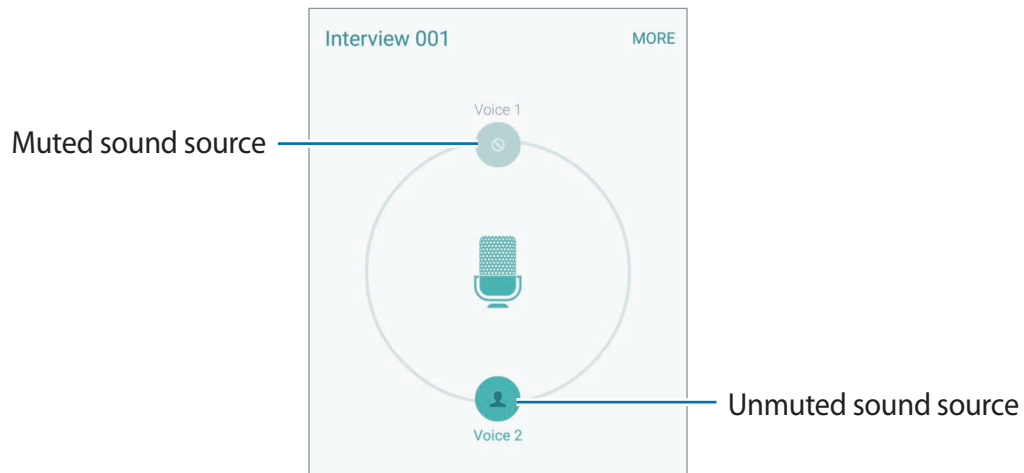 Interview 001 MORE
Voice 1
Muted sound source
Unmuted sound source
Voice 2